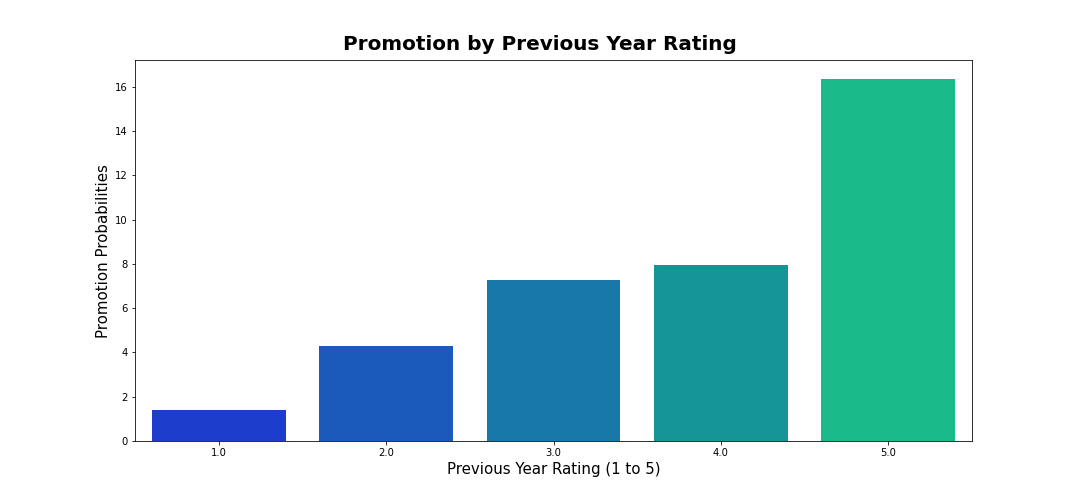 Promotion by Previous Year Rating
Promotion Probabilities
16
14
12
10
8
6
4
2
0
1.0 2.0 3.0 4.0 5.0
Previous Year Rating (1 to 5)